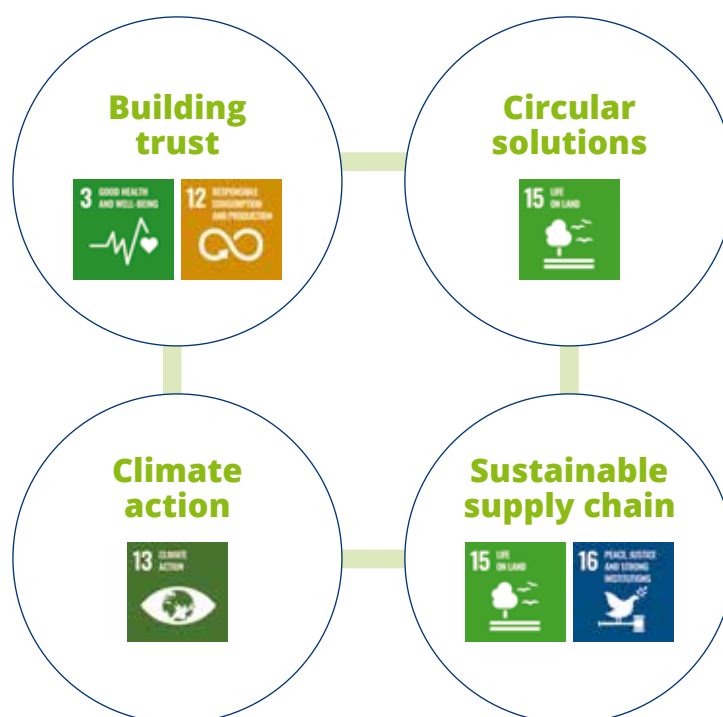 Building
trust
3 GOOD HEALTH
AND WELL-BEING
12 RESPONSIBLE
CONSUMPTION
AND PRODUCTION
Circular
solutions
15 LIFE
ON LAND
Climate
action
13 CLIMATE
ACTION
Sustainable
supply chain
15 LIFE
ON LAND
16 PEACE, JUSTICE
AND STRONG
INSTITUTIONS